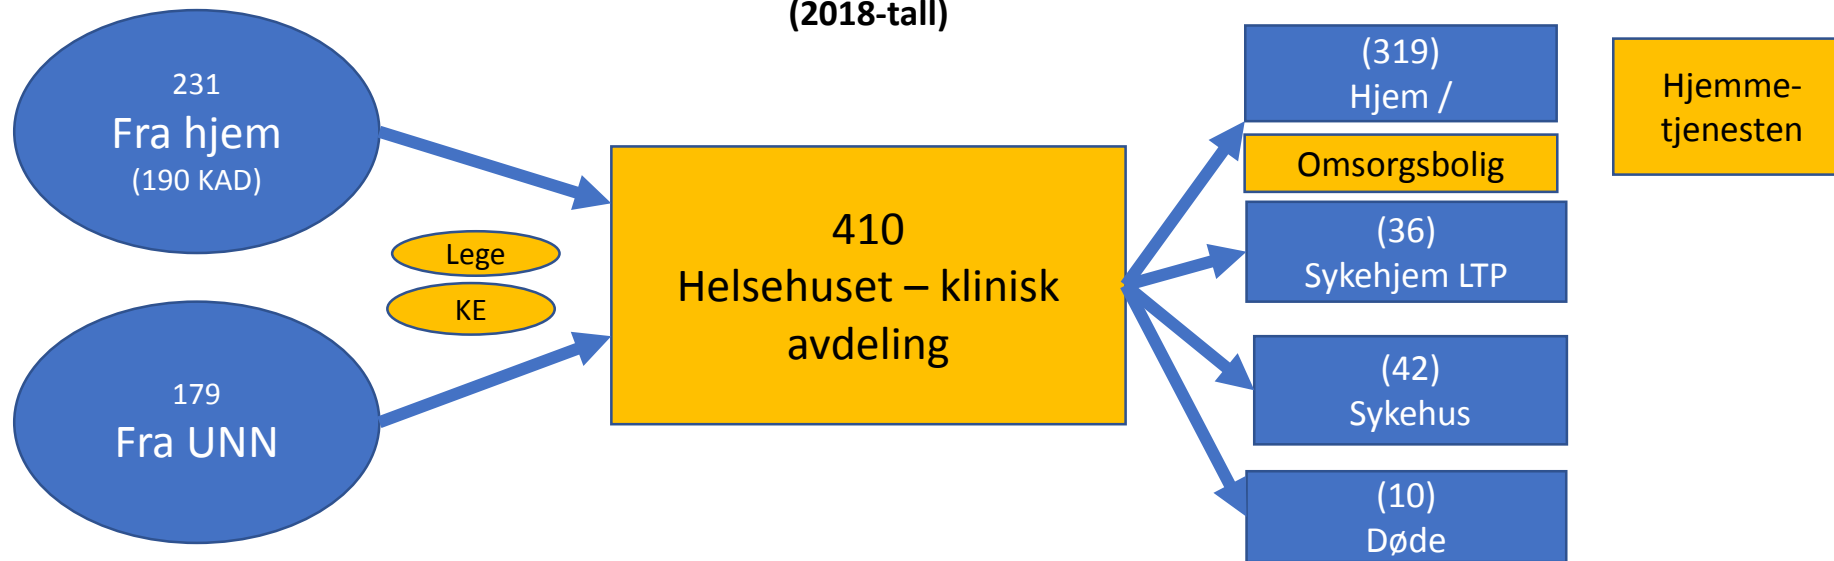 (2018-tall)
231
Fra hjem
(190 KAD)
179
Fra UNN
Lege
KE
410
Helsehuset – klinisk
avdeling
(319)
Hjem /
Omsorgsbolig
(36)
Sykehjem LTP
(42)
Sykehus
(10)
Døde
Hjemme-
tjenesten